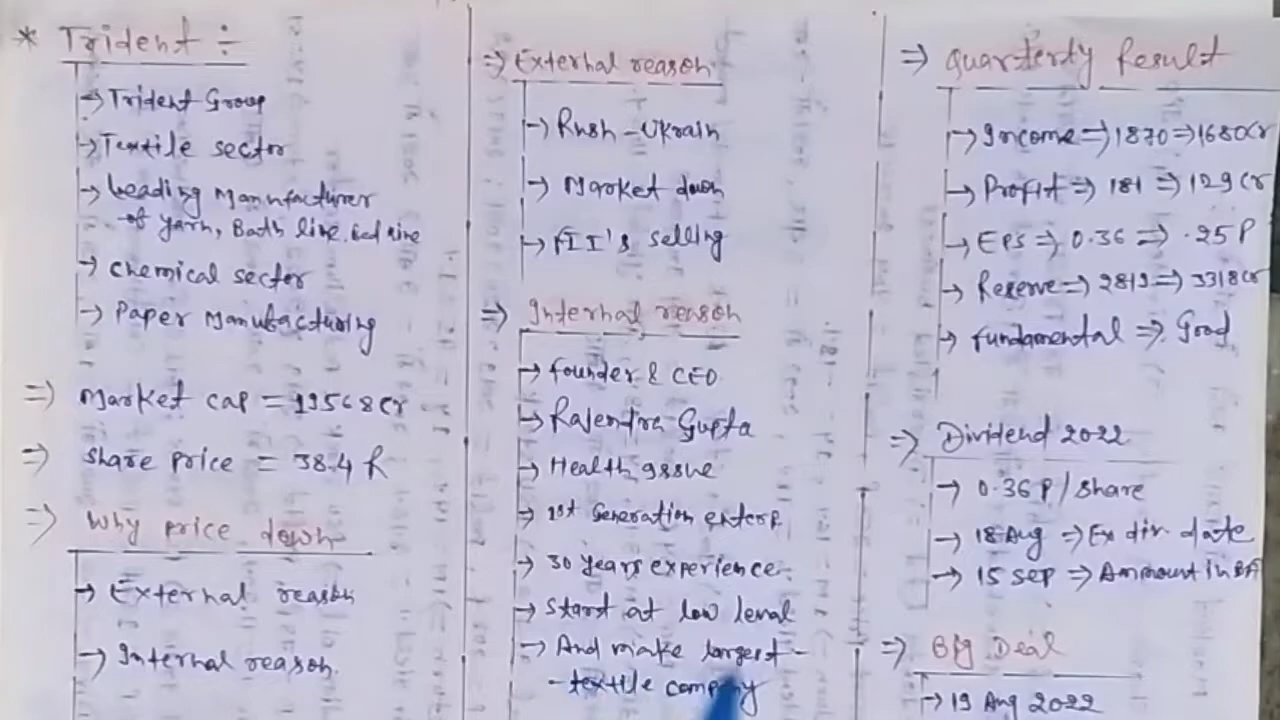 * Trident ÷
→ Trident Group
→ Textile sector
→ Leading Mannufacturer
of yarn, Bath line. bed line
→ chemical sector
→ Paper Manufacturing
⇒ Market cap = 19568 cr
⇒ share price = 38.4 R
⇒ Why price down
→ External reason
→ Internal reason.
⇒ External reason
→ Rush - Ukrain
→ Market down
→ FII's selling
⇒ Internal reason
→ founder & CEO
→ Rajendra Gupta
→ Health issue
→ 1st Generation enterp.
→ 30 years experience.
→ Start at low leval
→ And make largest -
- textile company
⇒ Quarterly Result
→ Income ⇒ 1870 ⇒ 1680 cr
→ Profit ⇒ 181 ⇒ 129 cr
→ EPS ⇒ 0.36 ⇒ .25 P
→ Reserve ⇒ 2819 ⇒ 3318 cr
→ fundamental ⇒ Good
⇒ Dividend 2022
→ 0.36 P / share
→ 18 Aug ⇒ Ex div. date
→ 15 Sep ⇒ Ammount in BA
⇒ Big Deal
→ 19 Aug 2022